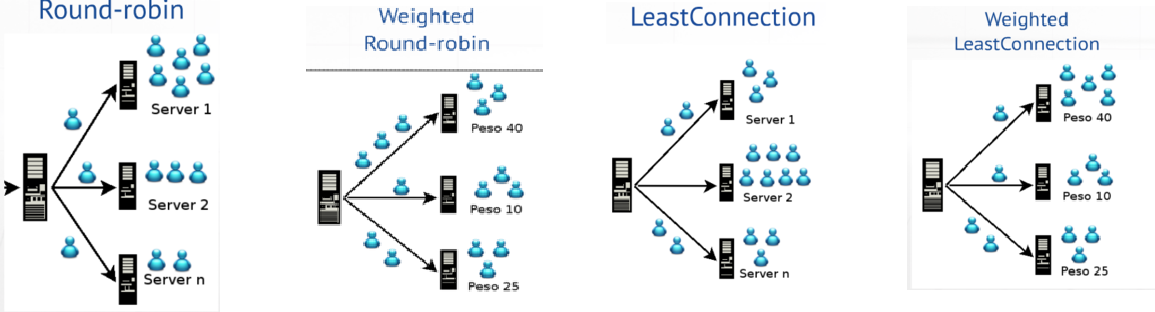 Round-robin
Server 1
Server 2
Server n
Weighted
Round-robin
Peso 40
Peso 10
Peso 25
LeastConnection
Server 1
Server 2
Server n
Weighted
LeastConnection
Peso 40
Peso 10
Peso 25